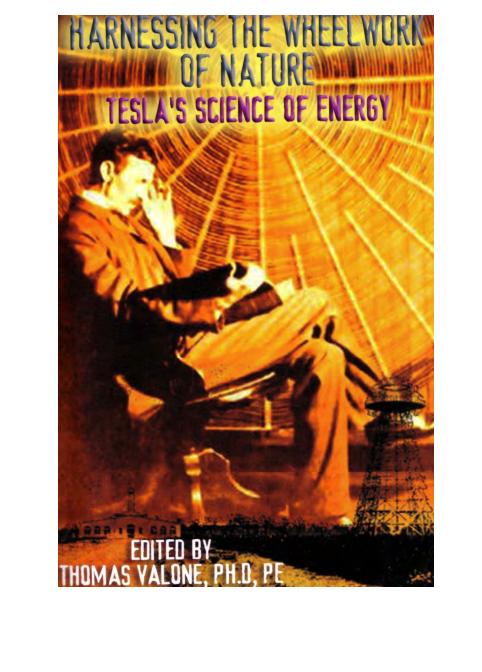 HARNESSING THE WHEELWORK
OF NATURE
TESLA'S SCIENCE OF ENERGY
EDITED BY
THOMAS VALONE, PH.D, PE